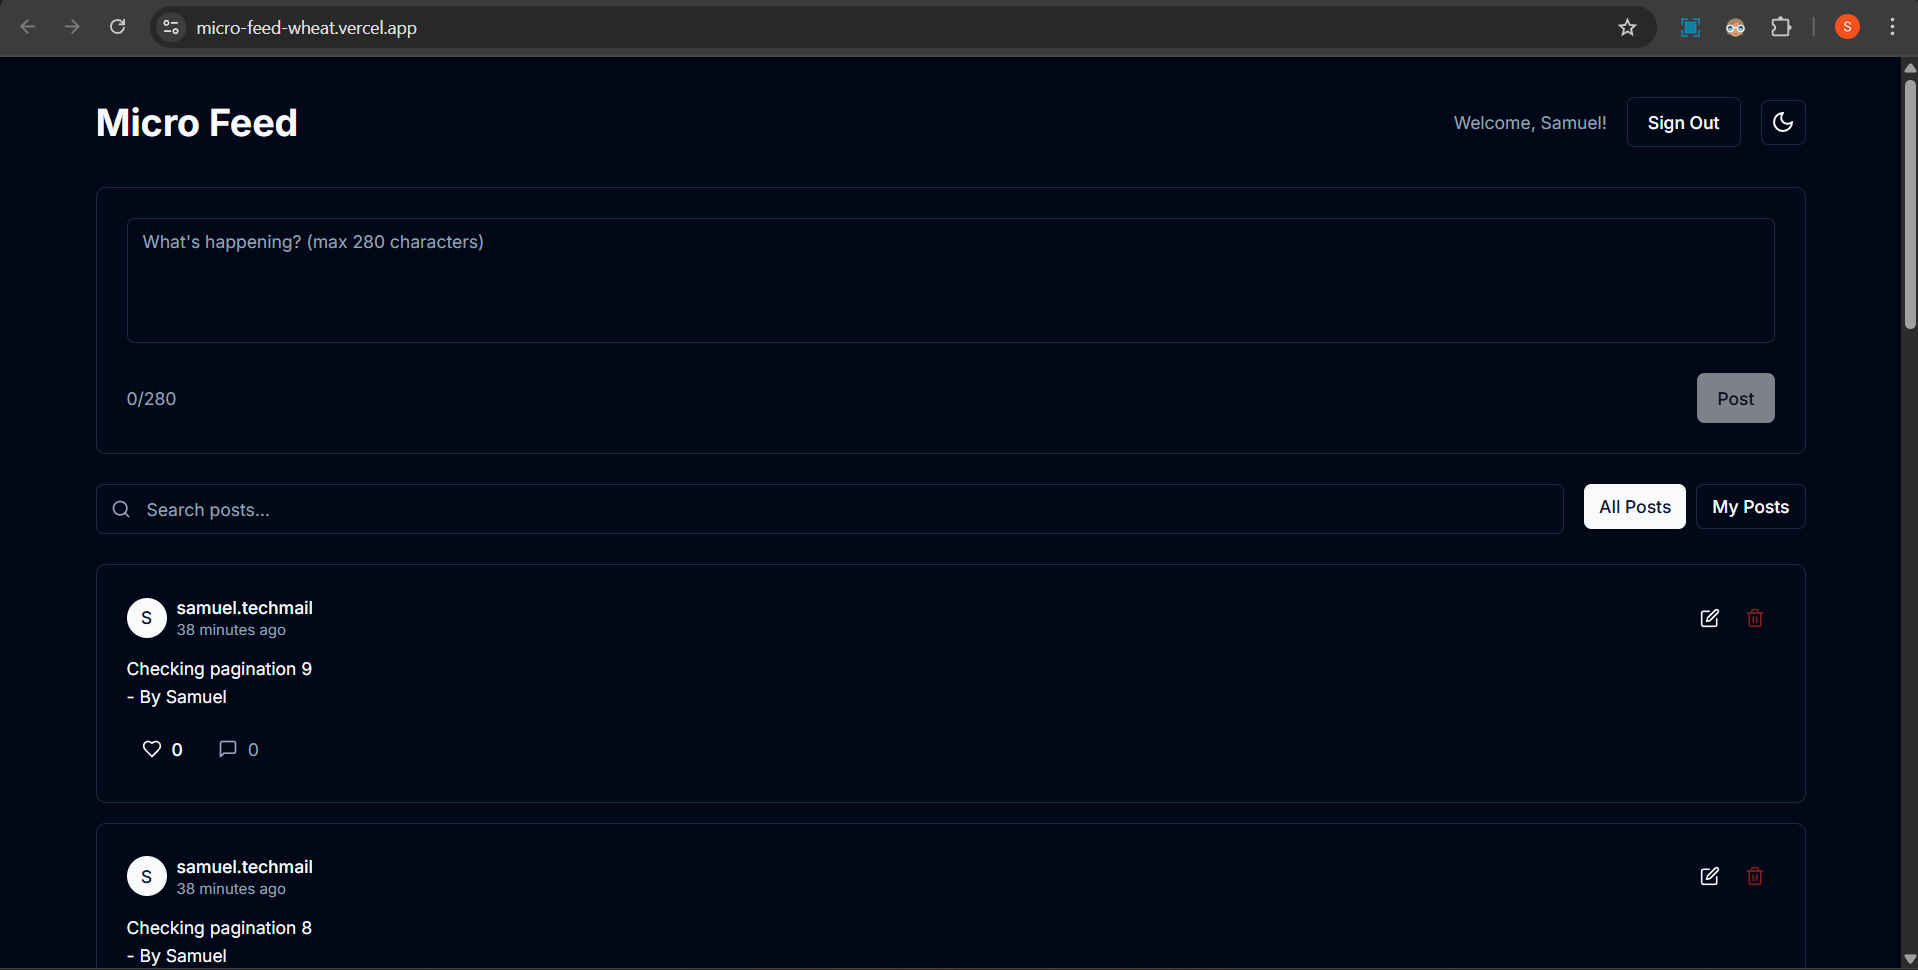 micro-feed-wheat.vercel.app
S
Micro Feed
Welcome, Samuel!
Sign Out
What's happening? (max 280 characters)
0/280
Post
Search posts...
All Posts
My Posts
S
samuel.techmail
38 minutes ago
Checking pagination 9
- By Samuel
0
0
S
samuel.techmail
38 minutes ago
Checking pagination 8
- By Samuel